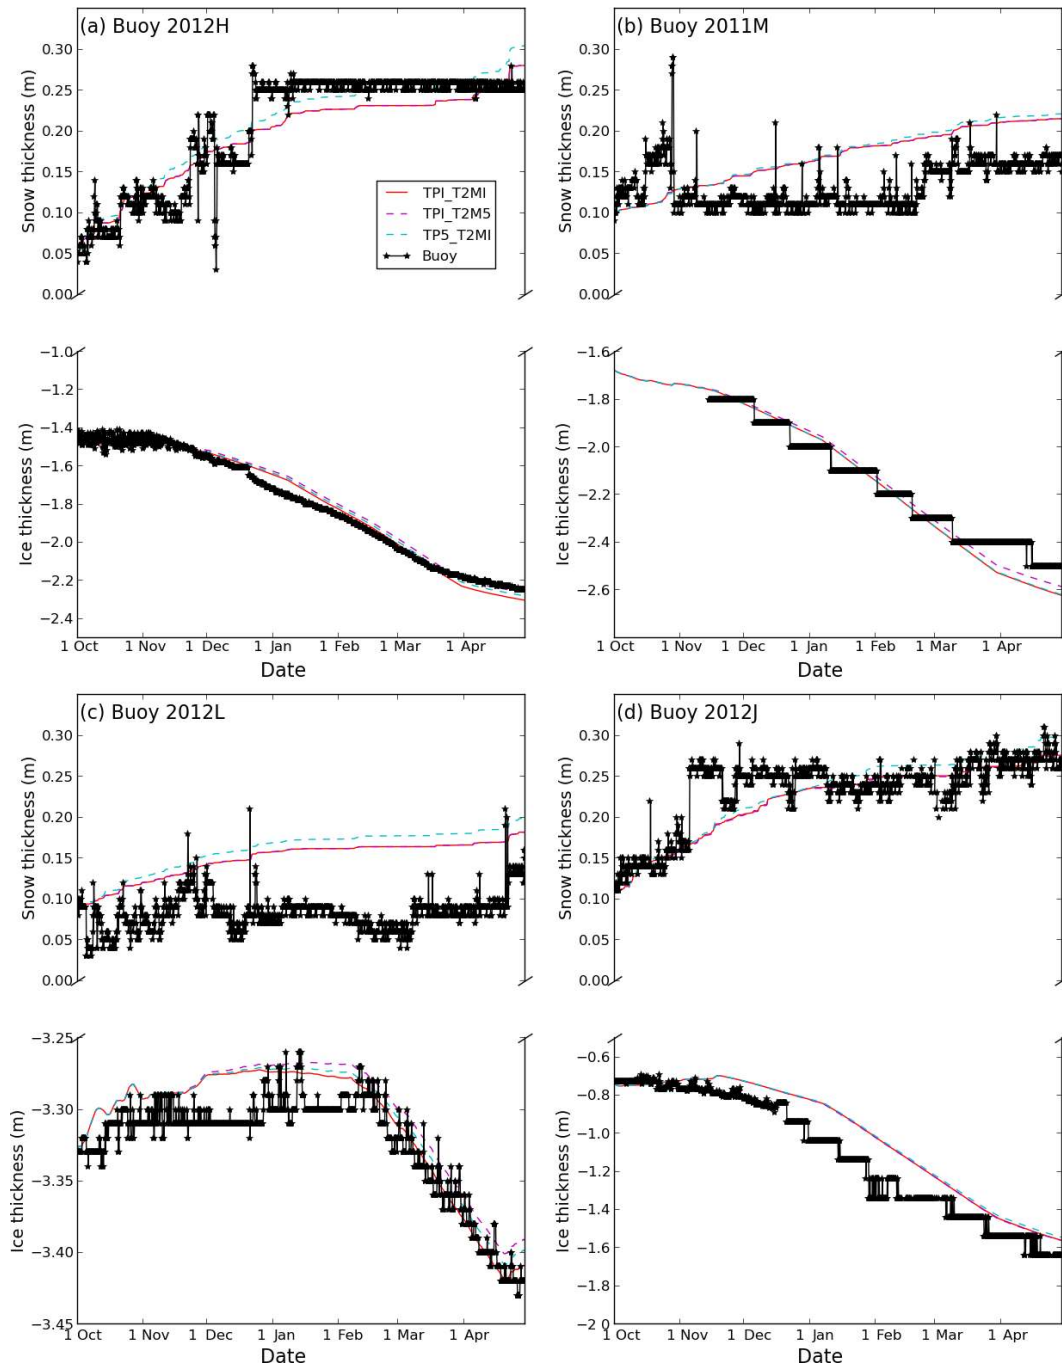 (a) Buoy 2012H
Snow thickness (m)
0.30
0.25
0.20
0.15
0.10
0.05
0.00
TPI_T2MI
TPI_T2M5
TP5_T2MI
Buoy
Ice thickness (m)
−1.0
−1.2
−1.4
−1.6
−1.8
−2.0
−2.2
−2.4
1 Oct 1 Nov 1 Dec 1 Jan 1 Feb 1 Mar 1 Apr
Date
(b) Buoy 2011M
Snow thickness (m)
0.30
0.25
0.20
0.15
0.10
0.05
0.00
Ice thickness (m)
−1.6
−1.8
−2.0
−2.2
−2.4
−2.6
1 Oct 1 Nov 1 Dec 1 Jan 1 Feb 1 Mar 1 Apr
Date
(c) Buoy 2012L
Snow thickness (m)
0.30
0.25
0.20
0.15
0.10
0.05
0.00
Ice thickness (m)
−3.25
−3.30
−3.35
−3.40
−3.45
1 Oct 1 Nov 1 Dec 1 Jan 1 Feb 1 Mar 1 Apr
Date
(d) Buoy 2012J
Snow thickness (m)
0.30
0.25
0.20
0.15
0.10
0.05
0.00
Ice thickness (m)
−0.6
−0.8
−1.0
−1.2
−1.4
−1.6
−1.8
−2 0
1 Oct 1 Nov 1 Dec 1 Jan 1 Feb 1 Mar 1 Apr
Date